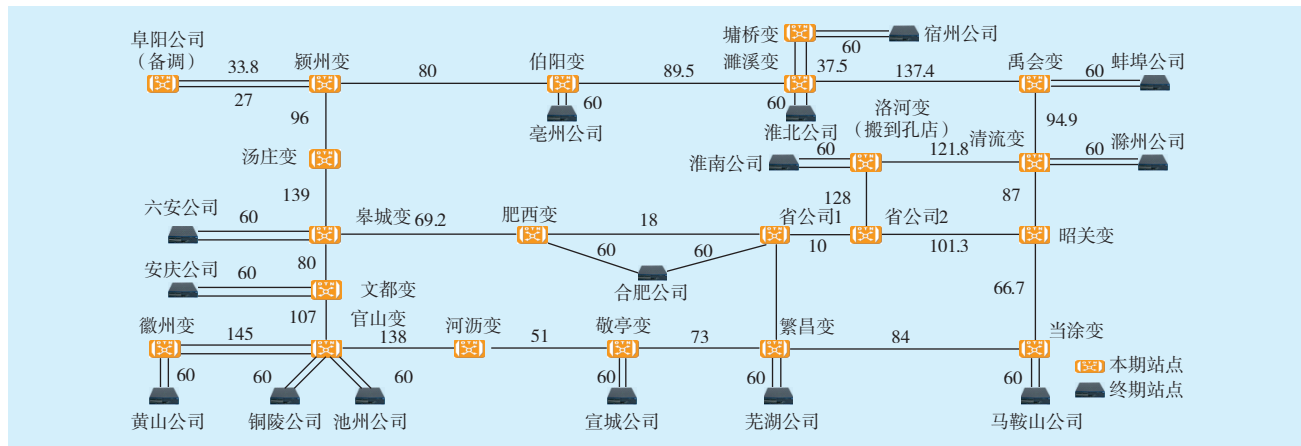 阜阳公司
（备调）
33.8
27
颍州变
80
伯阳变
60
亳州公司
89.5
埇桥变
60
宿州公司
濉溪变
37.5
137.4
60
淮北公司
禹会变
60
蚌埠公司
96
94.9
洛河变
（搬到孔店）
清流变
60
滁州公司
汤庄变
淮南公司
60
121.8
139
128
87
六安公司
60
皋城变
69.2
肥西变
18
省公司1
10
省公司2
101.3
昭关变
60
60
合肥公司
80
安庆公司
60
文都变
66.7
107
徽州变
145
官山变
138
河沥变
51
敬亭变
73
繁昌变
84
当涂变
60
60
60
60
60
60
黄山公司
铜陵公司
池州公司
宣城公司
芜湖公司
马鞍山公司
本期站点
终期站点